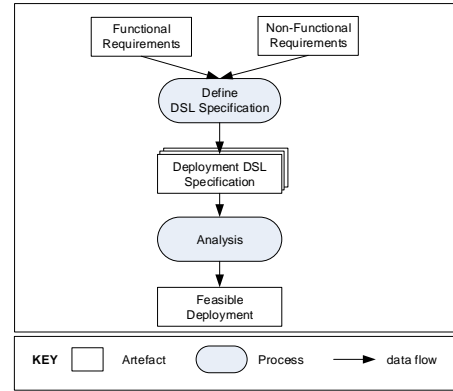 Functional
Requirements
Non-Functional
Requirements
Define
DSL Specification
Deployment DSL
Specification
Analysis
Feasible
Deployment
KEY
Artefact
Process
data flow